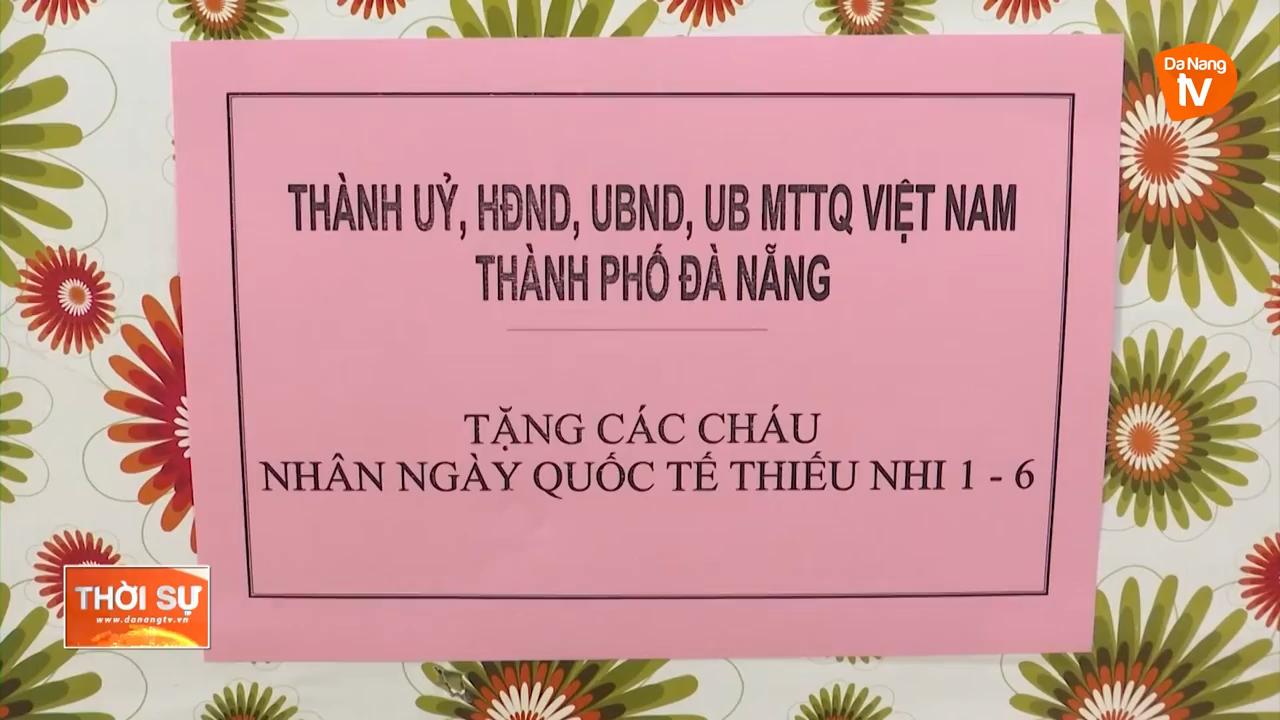 Da Nang
tv
THÀNH UỶ, HĐND, UBND, UB MTTQ VIỆT NAM
THÀNH PHỐ ĐÀ NẴNG
TẶNG CÁC CHÁU
NHÂN NGÀY QUỐC TẾ THIẾU NHI 1 - 6
THỜI SỰ
www.danangtv.vn